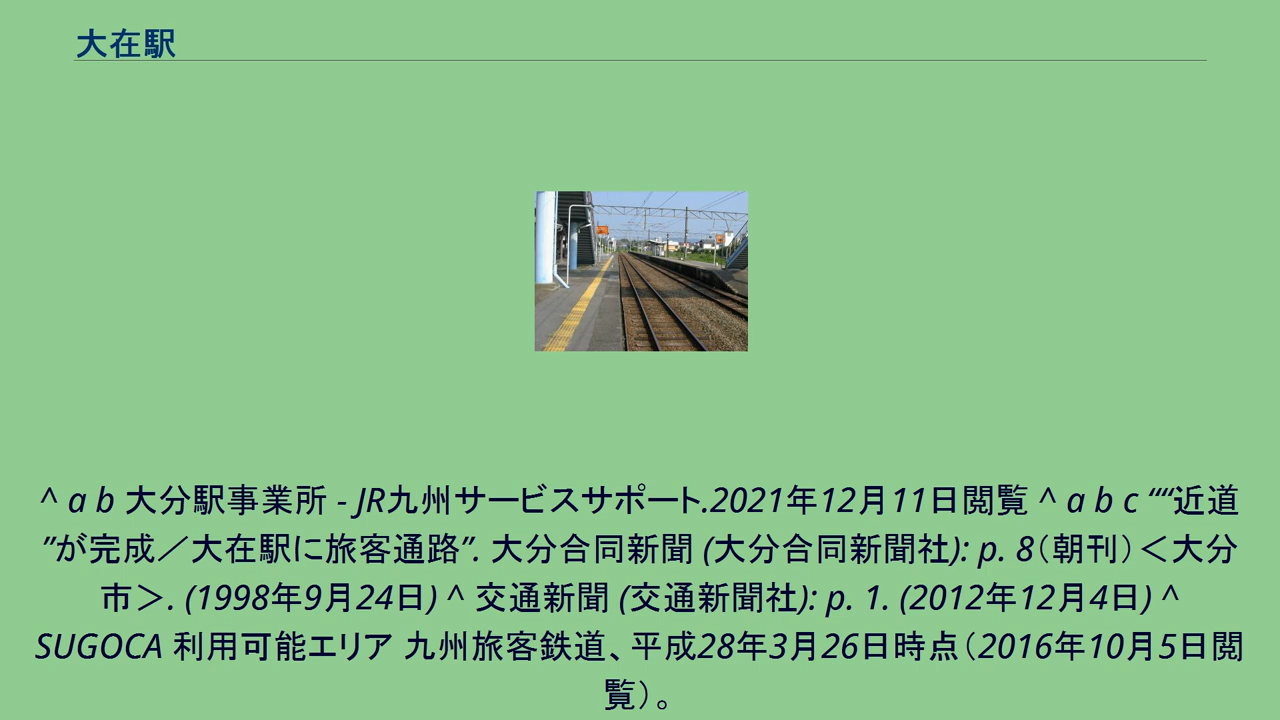 大在駅
^ a b 大分駅事業所 - JR九州サービスサポート.2021年12月11日閲覧 ^ a b c ““近道
”が完成／大在駅に旅客通路”. 大分合同新聞 (大分合同新聞社): p. 8（朝刊）＜大分
市＞. (1998年9月24日) ^ 交通新聞 (交通新聞社): p. 1. (2012年12月4日) ^
SUGOCA 利用可能エリア 九州旅客鉄道、平成28年3月26日時点（2016年10月5日閲
覧）。